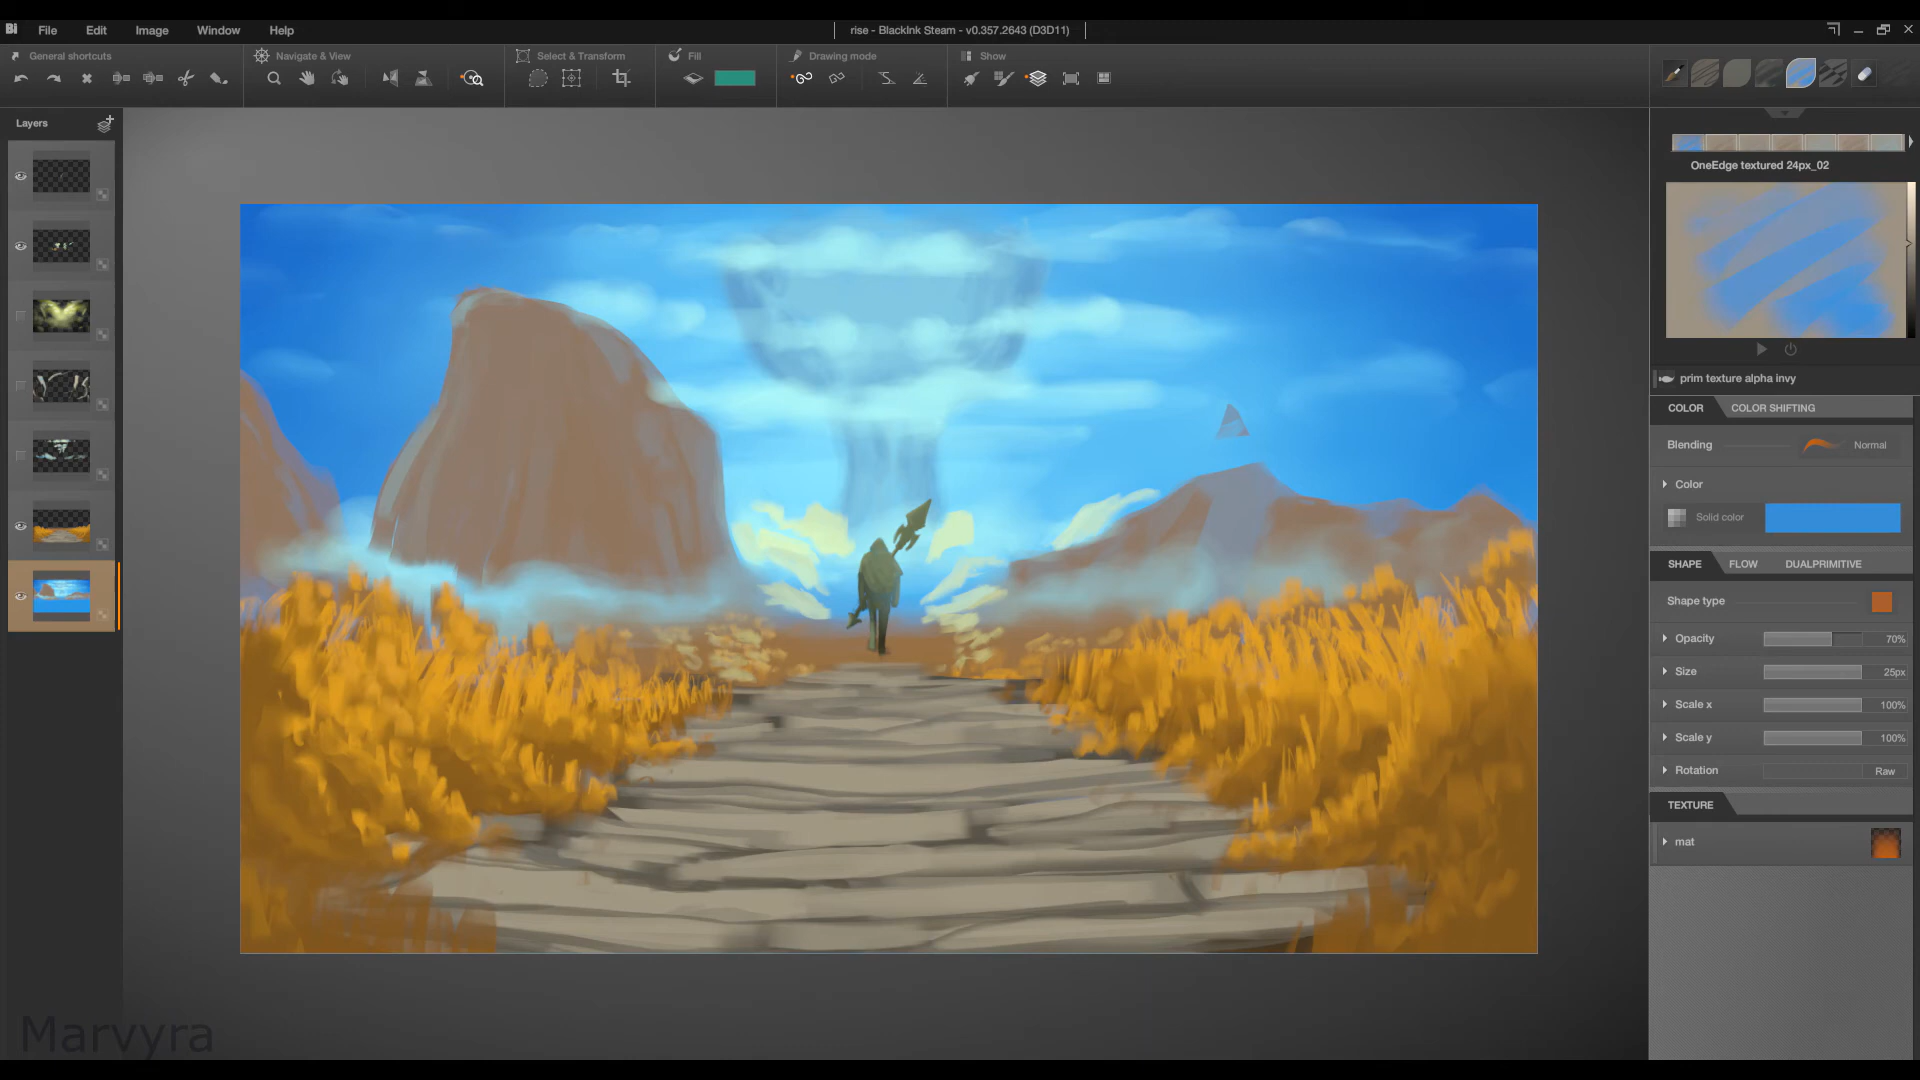 Bi File Edit Image Window Help rise - BlackInk Steam - v0.357.2643 (D3D11)
General shortcuts Navigate & View Select & Transform Fill Drawing mode Show
Layers
OneEdge textured 24px_02
prim texture alpha invy
COLOR COLOR SHIFTING
Blending Normal
Color
Solid color
SHAPE FLOW DUALPRIMITIVE
Shape type
Opacity 70%
Size 25px
Scale x 100%
Scale y 100%
Rotation Raw
TEXTURE
mat
Marvyra